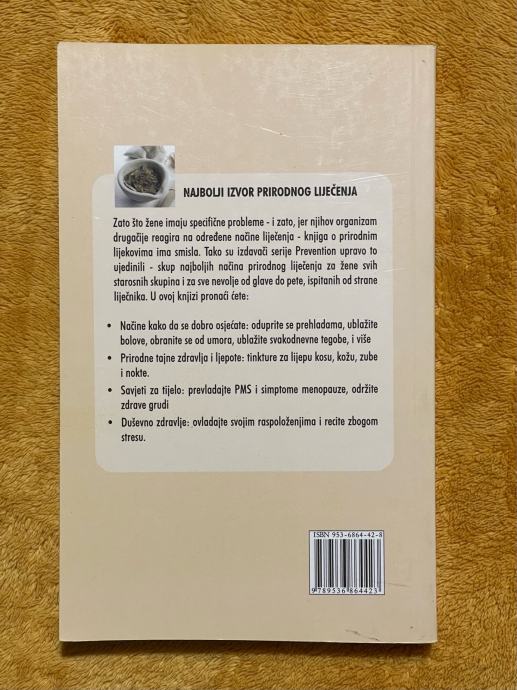 NAJBOLJI IZVOR PRIRODNOG LIJEČENJA
Zato što žene imaju specifične probleme - i zato, jer njihov organizam
drugačije reagira na određene načine liječenja - knjiga o prirodnim
lijekovima ima smisla. Tako su izdavači serije Prevention upravo to
ujedinili - skup najboljih načina prirodnog liječenja za žene svih
starosnih skupina i za sve nevolje od glave do pete, ispitanih od strane
liječnika. U ovoj knjizi pronaći ćete:
• Načine kako da se dobro osjećate: oduprite se prehladama, ublažite
bolove, obranite se od umora, ublažite svakodnevne tegobe, i više
• Prirodne tajne zdravlja i ljepote: tinkture za lijepu kosu, kožu, zube
i nokte.
• Savjeti za tijelo: prevladajte PMS i simptome menopauze, održite
zdrave grudi
• Duševno zdravlje: ovladajte svojim raspoloženjima i recite zbogom
stresu.
ISBN 953-6864-42-8
9 789536 864423